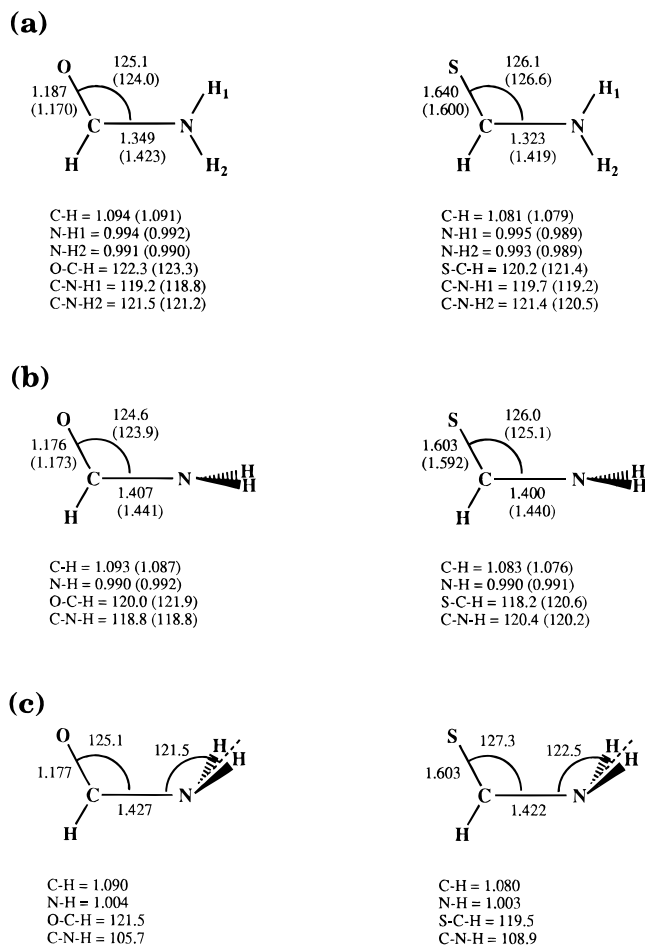 (a)
O
125.1
(124.0)
1.187
(1.170)
H1
C
N
1.349
(1.423)
H
H2
C-H = 1.094 (1.091)
N-H1 = 0.994 (0.992)
N-H2 = 0.991 (0.990)
O-C-H = 122.3 (123.3)
C-N-H1 = 119.2 (118.8)
C-N-H2 = 121.5 (121.2)
S
126.1
(126.6)
1.640
(1.600)
H1
C
N
1.323
(1.419)
H
H2
C-H = 1.081 (1.079)
N-H1 = 0.995 (0.989)
N-H2 = 0.993 (0.989)
S-C-H = 120.2 (121.4)
C-N-H1 = 119.7 (119.2)
C-N-H2 = 121.4 (120.5)
(b)
O
124.6
(123.9)
1.176
(1.173)
C
N
H
H
1.407
(1.441)
H
C-H = 1.093 (1.087)
N-H = 0.990 (0.992)
O-C-H = 120.0 (121.9)
C-N-H = 118.8 (118.8)
S
126.0
(125.1)
1.603
(1.592)
C
N
H
H
1.400
(1.440)
H
C-H = 1.083 (1.076)
N-H = 0.990 (0.991)
S-C-H = 118.2 (120.6)
C-N-H = 120.4 (120.2)
(c)
O
125.1
121.5
H
H
1.177
C
N
1.427
H
C-H = 1.090
N-H = 1.004
O-C-H = 121.5
C-N-H = 105.7
S
127.3
122.5
H
H
1.603
C
N
1.422
H
C-H = 1.080
N-H = 1.003
S-C-H = 119.5
C-N-H = 108.9